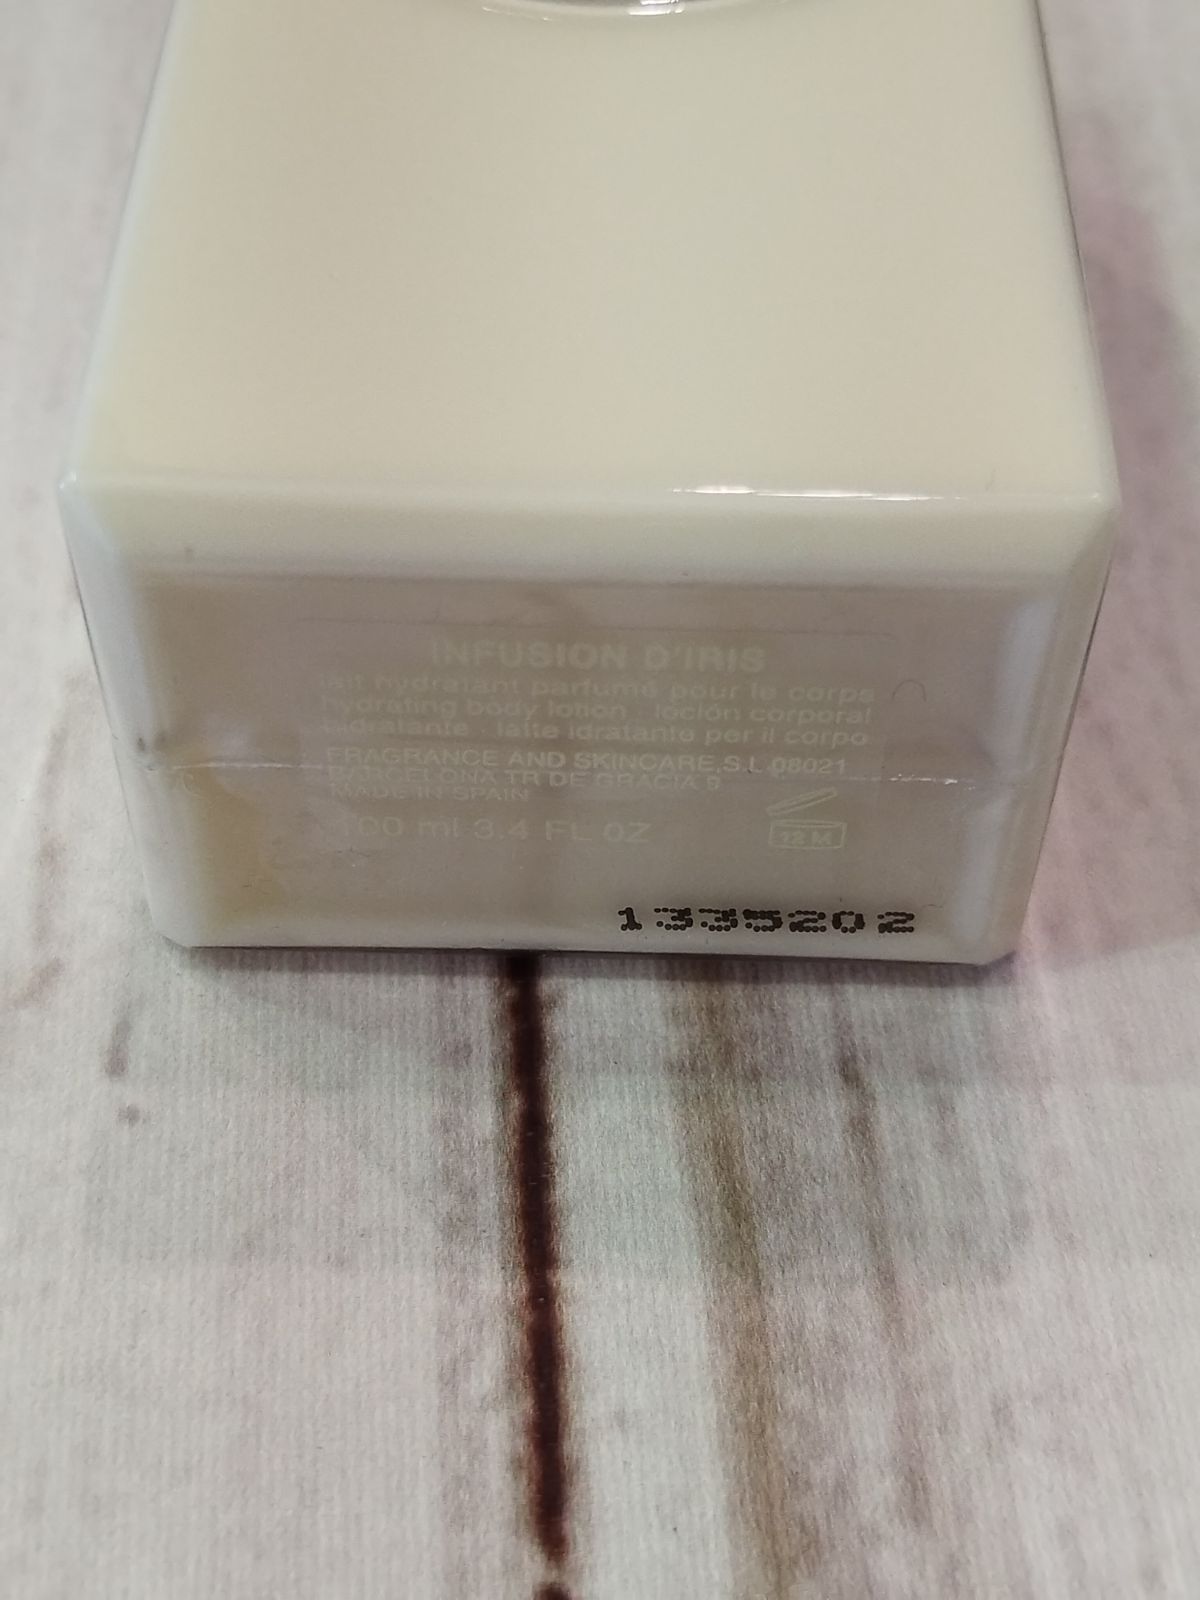 INFUSION D'IRIS
lait hydratant parfumé pour le corps
hydrating body lotion · loción corporal
hidratante · latte idratante per il corpo
FRAGRANCE AND SKINCARE,S.L.08021
BARCELONA TR DE GRACIA 9
MADE IN SPAIN
100 ml 3.4 FL OZ
12 M
1335202